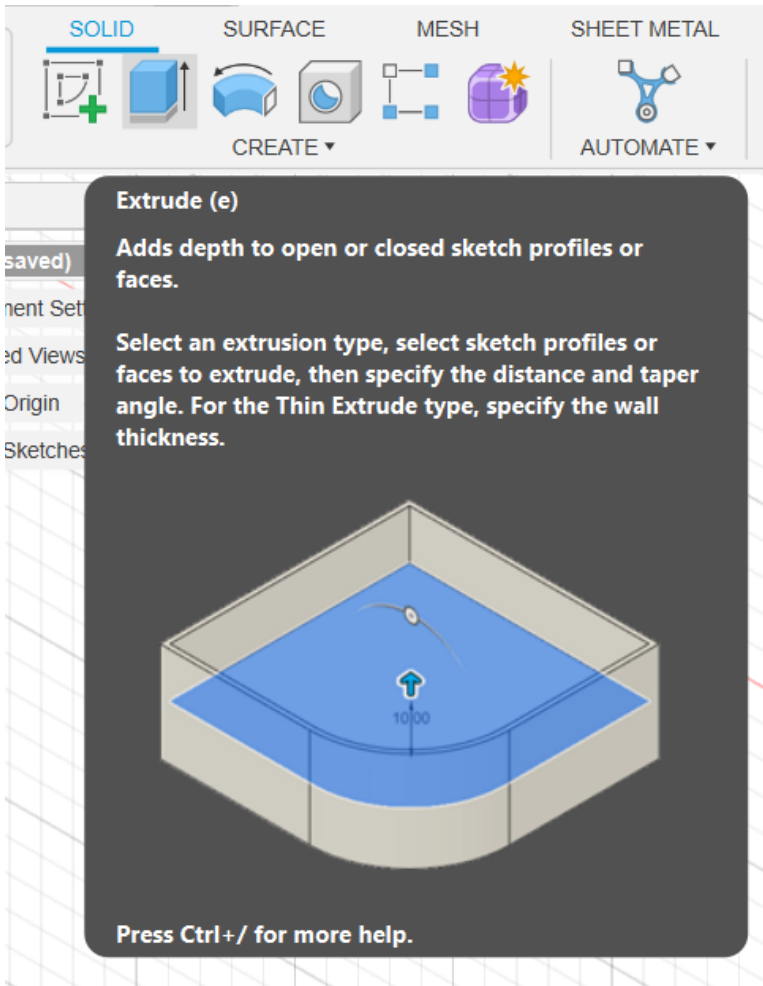 SOLID SURFACE MESH SHEET METAL
CREATE ▾ AUTOMATE ▾
Extrude (e)
saved)
Adds depth to open or closed sketch profiles or
faces.
ment Sett
ed Views
Origin
Sketches
Select an extrusion type, select sketch profiles or
faces to extrude, then specify the distance and taper
angle. For the Thin Extrude type, specify the wall
thickness.
10.00
Press Ctrl+/ for more help.